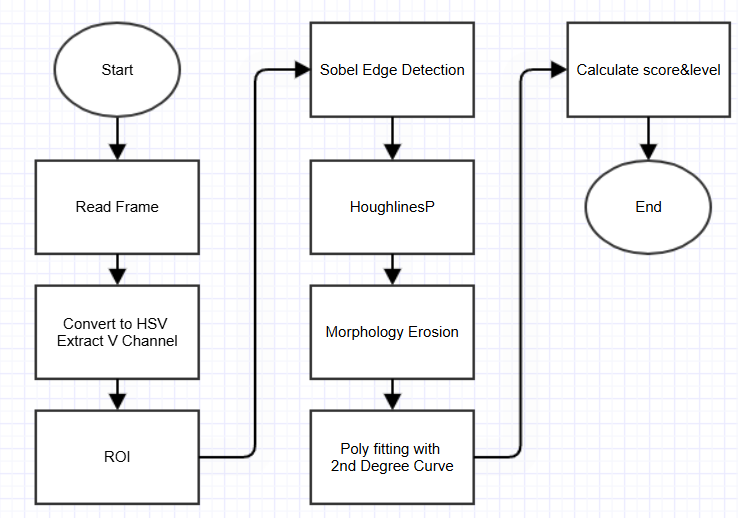 Start
Read Frame
Convert to HSV
Extract V Channel
ROI
Sobel Edge Detection
HoughlinesP
Morphology Erosion
Poly fitting with
2nd Degree Curve
Calculate score&level
End